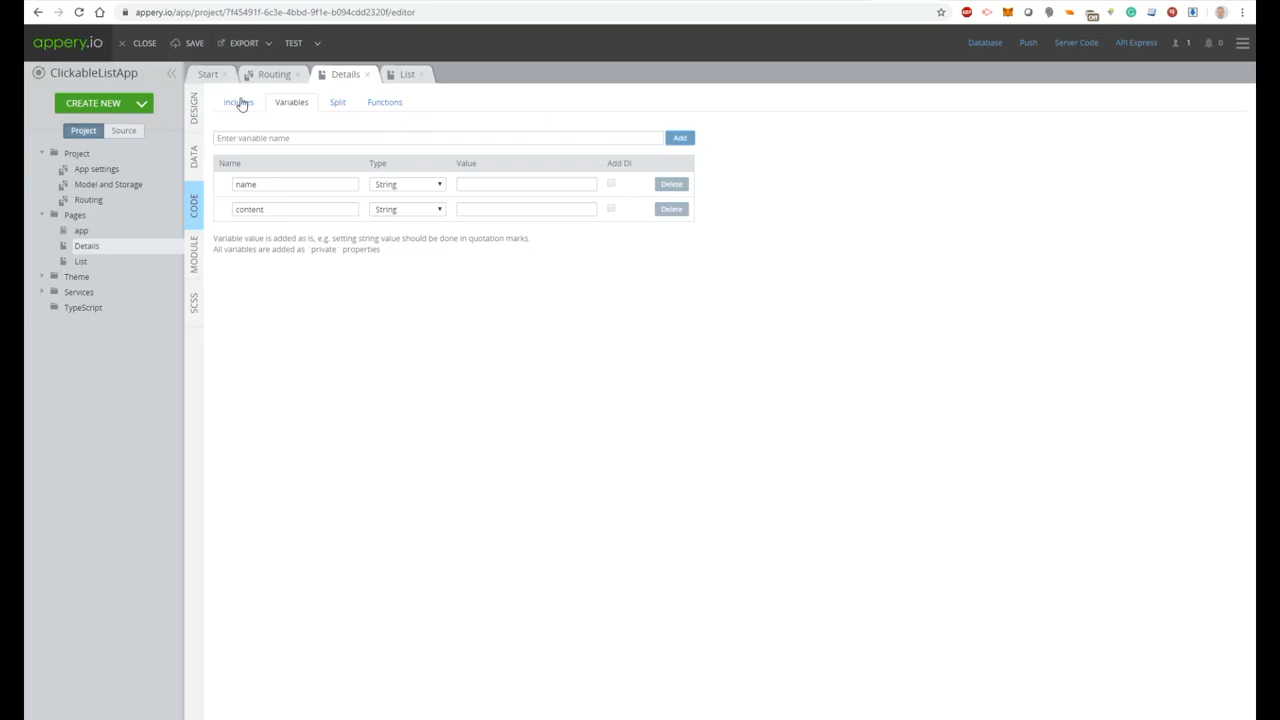 appery.io/app/project/7f45491f-6c3e-4bbd-9f1e-b094cdd2320f/editor
appery.io
CLOSE
SAVE
EXPORT
TEST
Database
Push
Server Code
API Express
1
0
ClickableListApp
Start
Routing
Details
List
CREATE NEW
Project
Source
Project
App settings
Model and Storage
Routing
Pages
app
Details
List
Theme
Services
TypeScript
DESIGN
DATA
CODE
MODULE
SCSS
Includes
Variables
Split
Functions
Enter variable name
Add
Name
Type
Value
Add DI
name
String
Delete
content
String
Delete
Variable value is added as is, e.g. setting string value should be done in quotation marks.
All variables are added as `private` properties